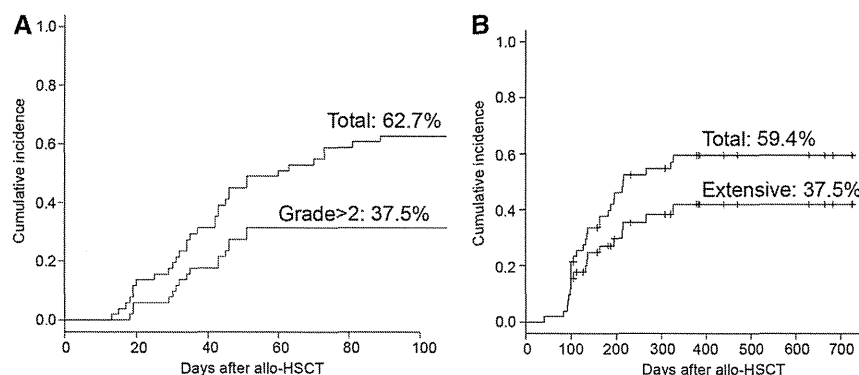 A
Cumulative incidence
1.0
0.8
0.6
0.4
0.2
0.0
Total: 62.7%
Grade>2: 37.5%
0 20 40 60 80 100
Days after allo-HSCT
B
Cumulative incidence
1.0
0.8
0.6
0.4
0.2
0.0
Total: 59.4%
Extensive: 37.5%
0 100 200 300 400 500 600 700
Days after allo-HSCT